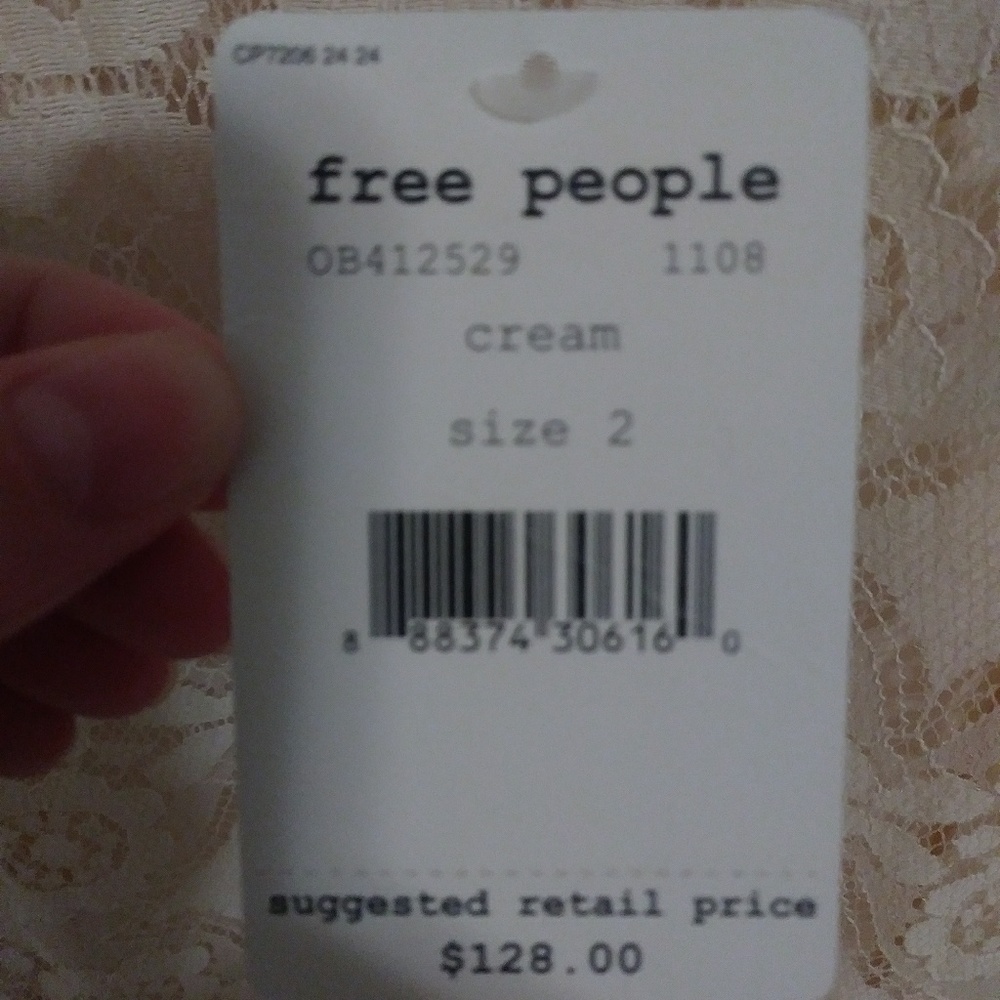 CP7206 24 24
free people
OB412529 1108
cream
size 2
8 88374 30616 0
suggested retail price
$128.00